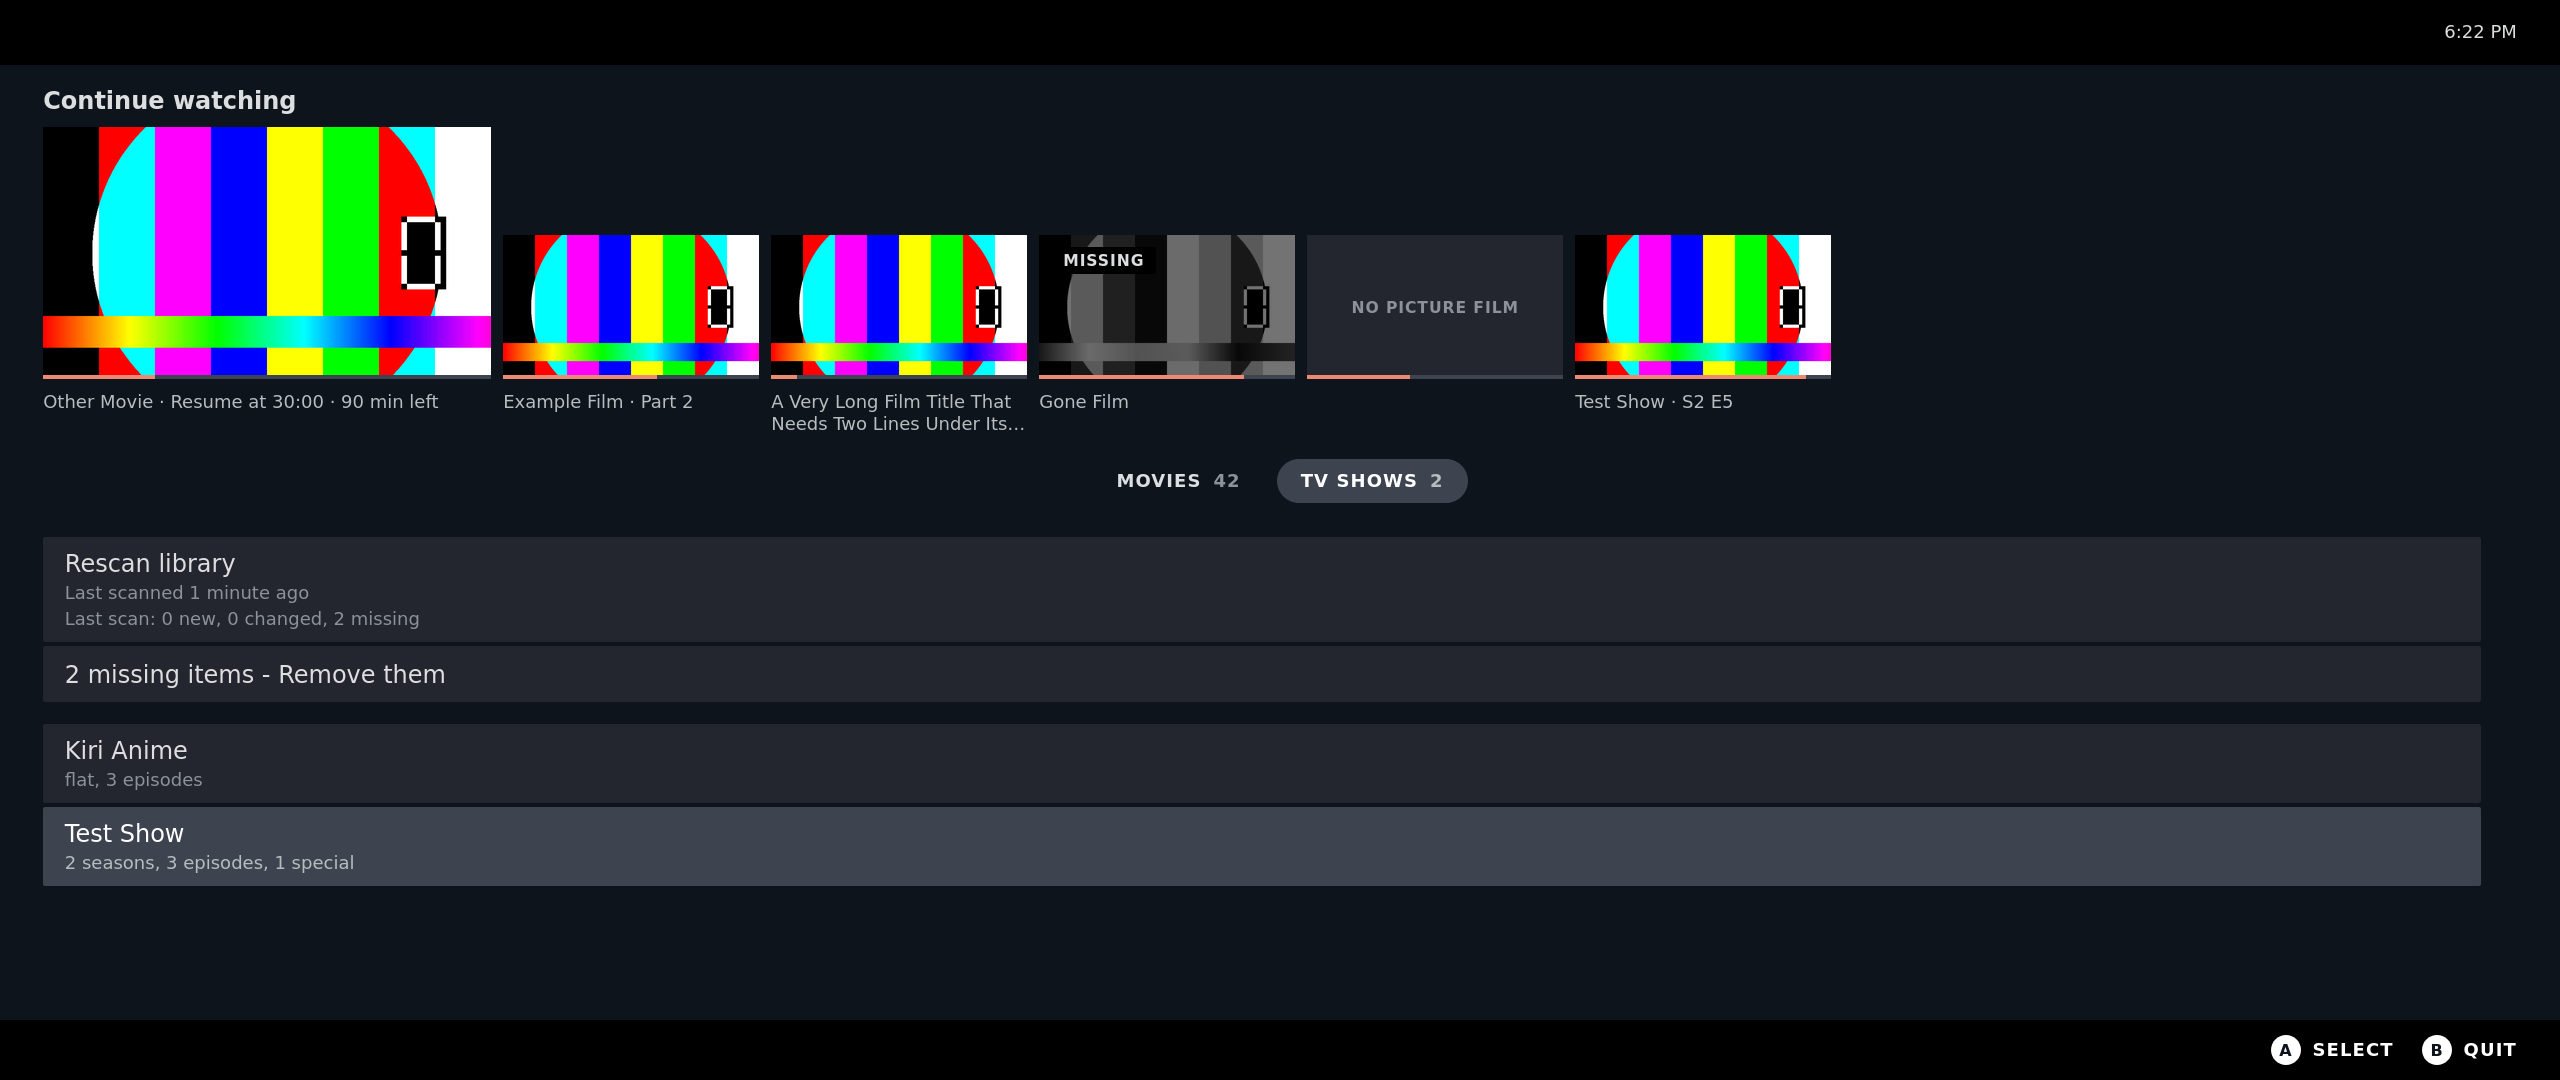 6:22 PM
Continue watching
MISSING
NO PICTURE FILM
Other Movie · Resume at 30:00 · 90 min left
Example Film · Part 2
A Very Long Film Title That
Needs Two Lines Under Its…
Gone Film
Test Show · S2 E5
MOVIES 42
TV SHOWS 2
Rescan library
Last scanned 1 minute ago
Last scan: 0 new, 0 changed, 2 missing
2 missing items - Remove them
Kiri Anime
flat, 3 episodes
Test Show
2 seasons, 3 episodes, 1 special
A SELECT
B QUIT